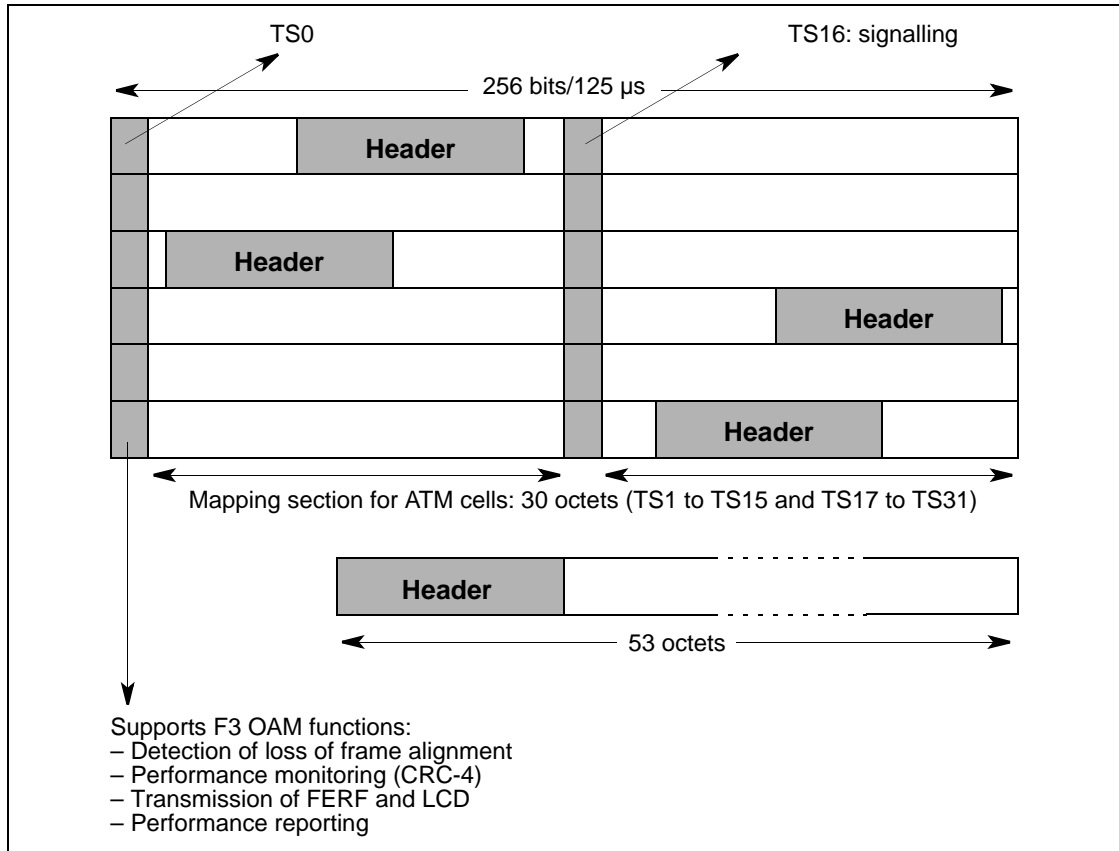 TS0
TS16: signalling
256 bits/125 µs
Header
Header
Header
Header
Mapping section for ATM cells: 30 octets (TS1 to TS15 and TS17 to TS31)
Header
53 octets
Supports F3 OAM functions:
– Detection of loss of frame alignment
– Performance monitoring (CRC-4)
– Transmission of FERF and LCD
– Performance reporting